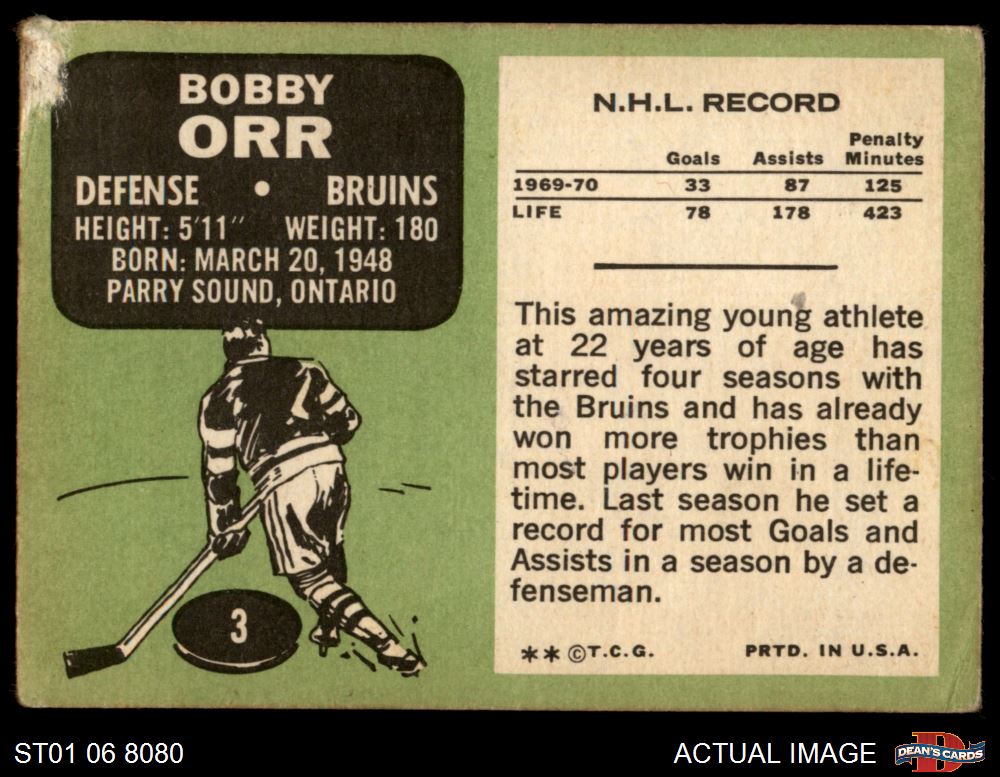 BOBBY
ORR
DEFENSE • BRUINS
HEIGHT: 5'11" WEIGHT: 180
BORN: MARCH 20, 1948
PARRY SOUND, ONTARIO
3
N.H.L. RECORD
Goals Assists Penalty Minutes
1969-70 33 87 125
LIFE 78 178 423
This amazing young athlete
at 22 years of age has
starred four seasons with
the Bruins and has already
won more trophies than
most players win in a life-
time. Last season he set a
record for most Goals and
Assists in a season by a de-
fenseman.
** ©T.C.G. PRTD. IN U.S.A.
ST01 06 8080
ACTUAL IMAGE
D
DEAN'S CARDS